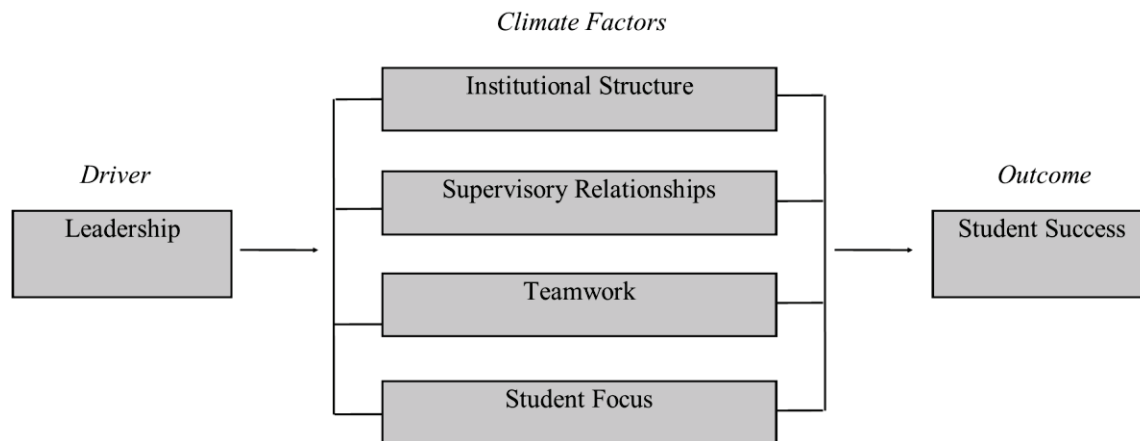 Climate Factors
Institutional Structure
Supervisory Relationships
Teamwork
Student Focus
Driver
Leadership
Outcome
Student Success